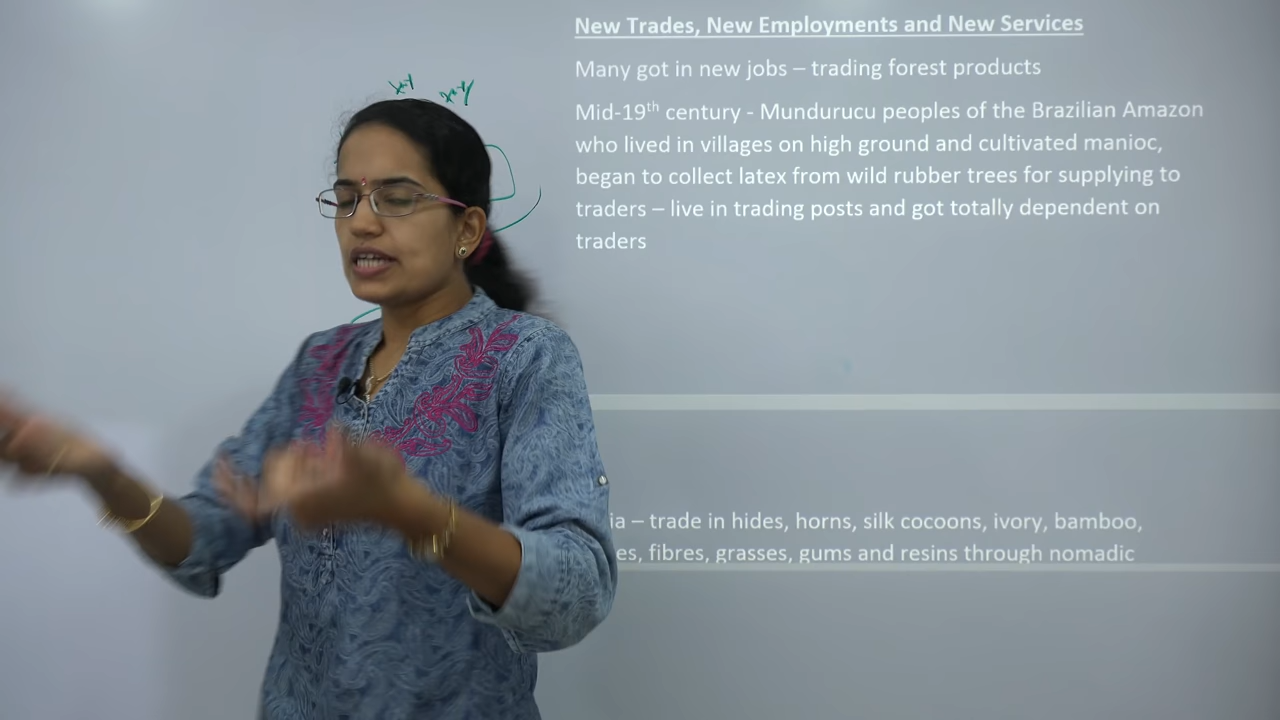 New Trades, New Employments and New Services
Many got in new jobs – trading forest products
Mid-19th century - Mundurucu peoples of the Brazilian Amazon
who lived in villages on high ground and cultivated manioc,
began to collect latex from wild rubber trees for supplying to
traders – live in trading posts and got totally dependent on
traders
– trade in hides, horns, silk cocoons, ivory, bamboo,
fibres, grasses, gums and resins through nomadic